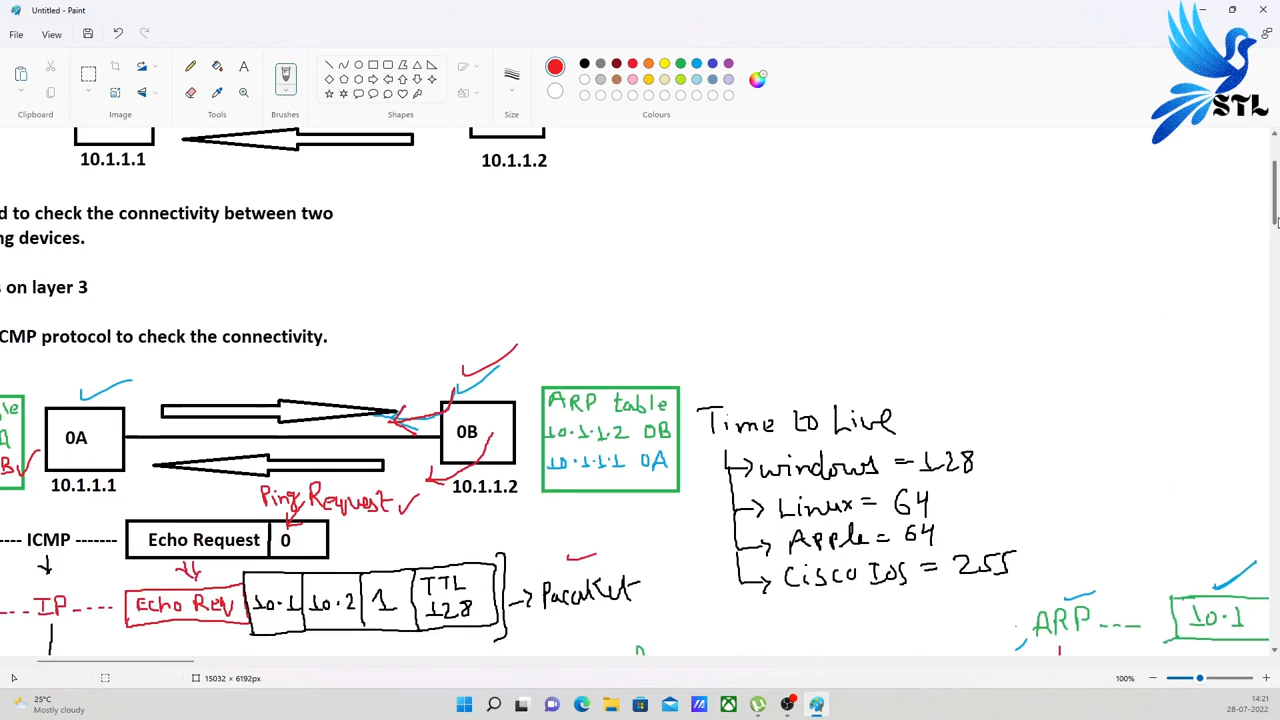 Untitled - Paint
File
View
Clipboard
Image
Tools
Brushes
Shapes
Size
Colours
STL
10.1.1.1
10.1.1.2
d to check the connectivity between two
ng devices.
s on layer 3
CMP protocol to check the connectivity.
A
B
0A
10.1.1.1
0B
10.1.1.2
ARP table
10.1.1.2 0B
10.1.1.1 0A
Time to Live
windows = 128
Linux = 64
Apple = 64
Cisco Ios = 255
Ping Request
---- ICMP -------
Echo Request
0
---IP----
Echo Rev
10.1
10.2
1
TTL
128
ARP---
10.1
15032 × 6192px
100%
25°C
Mostly cloudy
14:21
28-07-2022